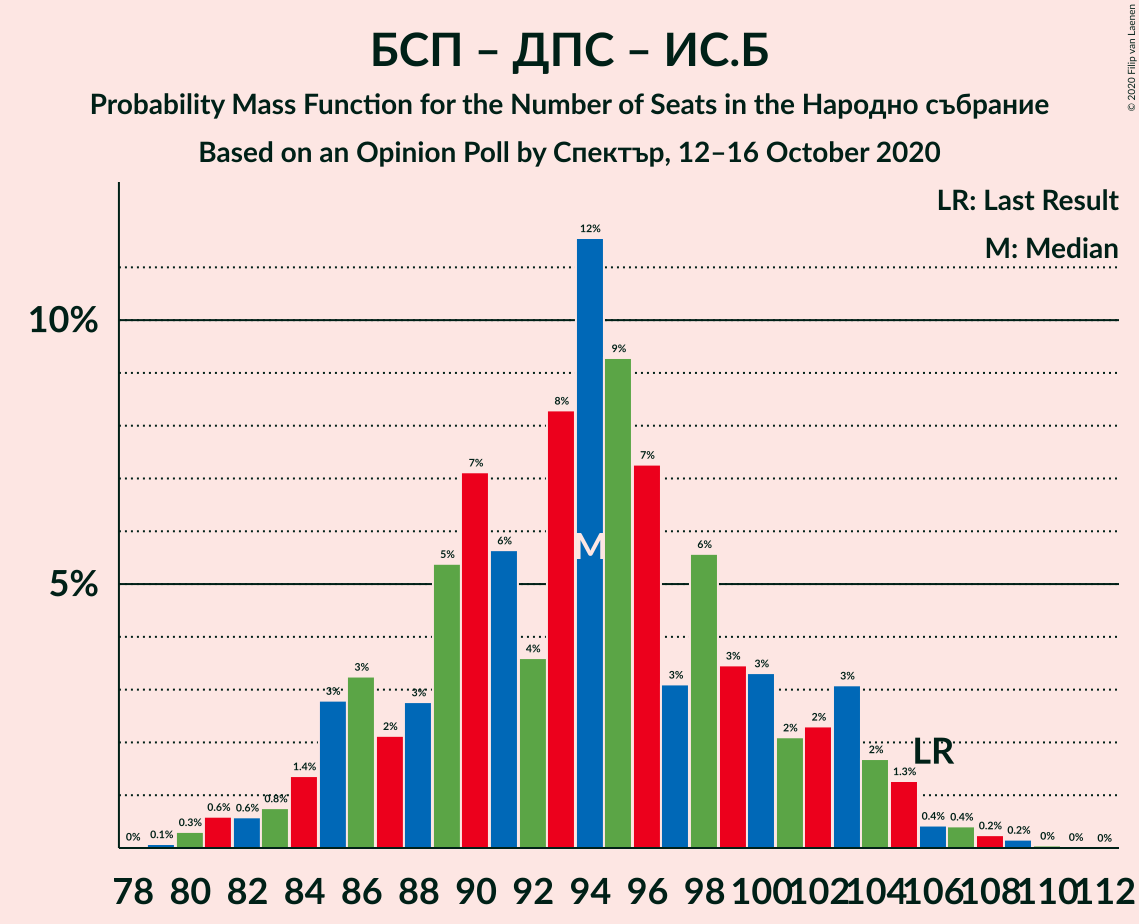 БСП – ДПС – ИС.Б
Probability Mass Function for the Number of Seats in the Народно събрание
Based on an Opinion Poll by Спектър, 12–16 October 2020
© 2020 Filip van Laenen
LR: Last Result
M: Median
10%
5%
0% 0.1% 0.3% 0.6% 0.6% 0.8% 1.4% 3% 3% 2% 3% 5% 7% 6% 4% 8% 12% 9% 7% 3% 6% 3% 3% 2% 2% 3% 2% 1.3% 0.4% 0.4% 0.2% 0.2% 0% 0% 0%
M
LR
78 80 82 84 86 88 90 92 94 96 98 100 102 104 106 108 110 112